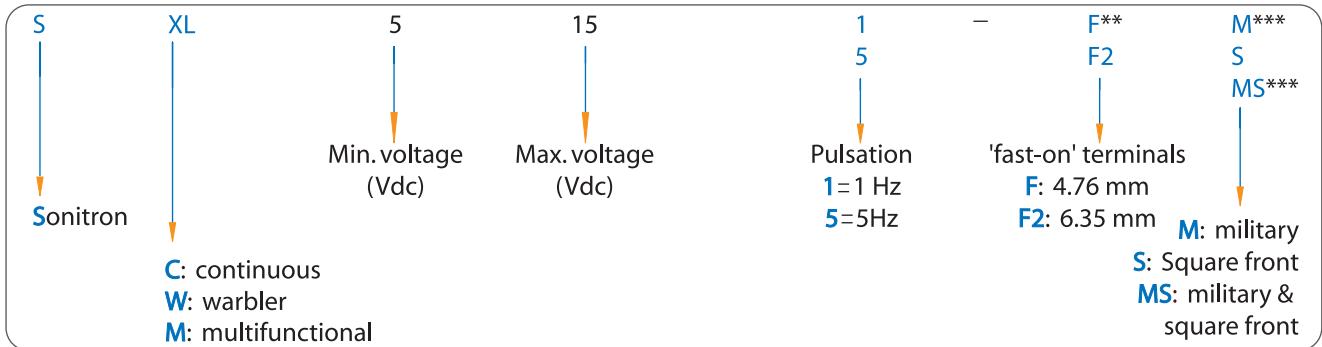 S XL 5 15 1 – F** M***
5 F2 S
MS***
Min. voltage Max. voltage Pulsation 'fast-on' terminals
(Vdc) (Vdc) 1=1 Hz F: 4.76 mm
Sonitron 5=5Hz F2: 6.35 mm
M: military
C: continuous S: Square front
W: warbler MS: military &
M: multifunctional square front